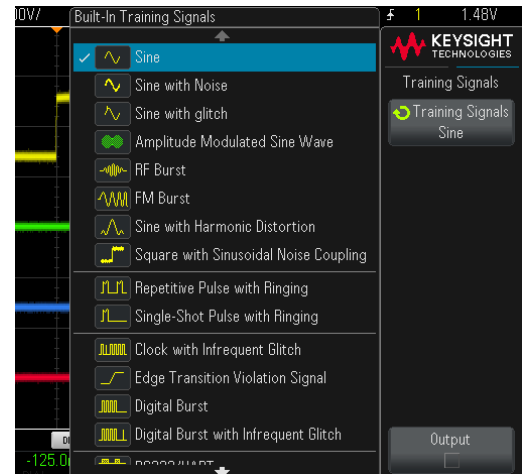 00V/
Built-In Training Signals
1
1.48V
KEYSIGHT
TECHNOLOGIES
Training Signals
Training Signals
Sine
Sine
Sine with Noise
Sine with glitch
Amplitude Modulated Sine Wave
RF Burst
FM Burst
Sine with Harmonic Distortion
Square with Sinusoidal Noise Coupling
Repetitive Pulse with Ringing
Single-Shot Pulse with Ringing
Clock with Infrequent Glitch
Edge Transition Violation Signal
Digital Burst
Digital Burst with Infrequent Glitch
Output
-125.0